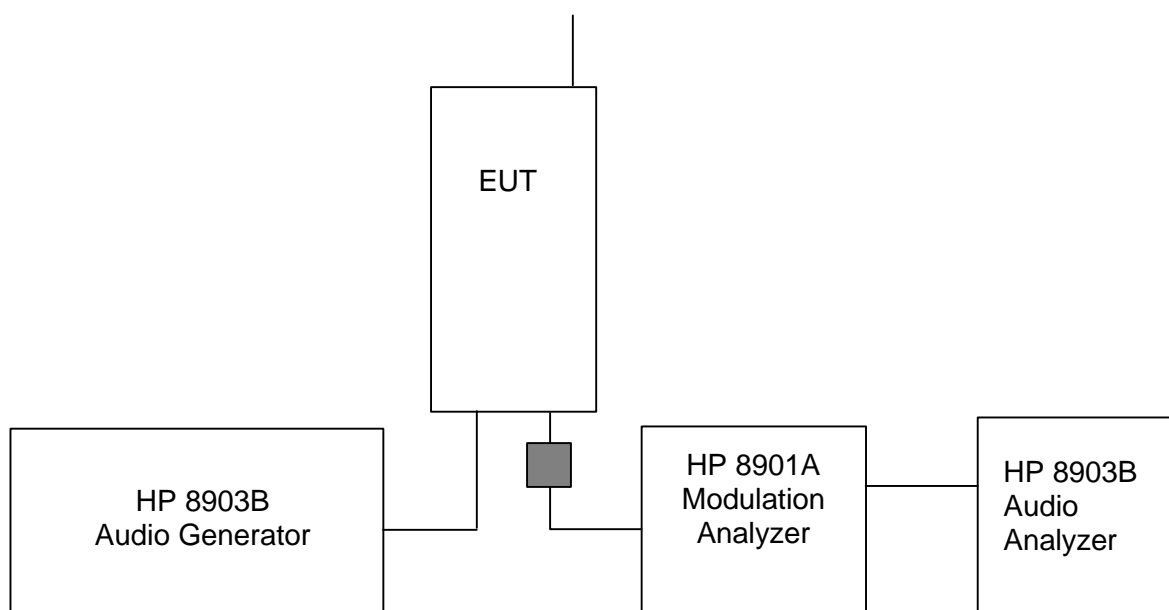 EUT
HP 8903B
Audio Generator
HP 8901A
Modulation
Analyzer
HP 8903B
Audio
Analyzer